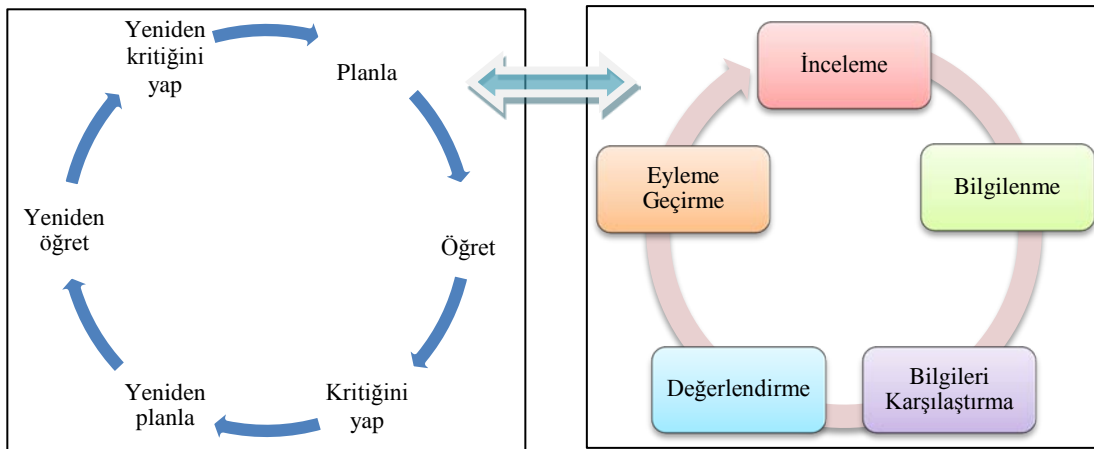 Yeniden
kritiğini
yap
Planla
Öğret
Kritiğini
yap
Yeniden
planla
Yeniden
öğret
İnceleme
Bilgilenme
Bilgileri
Karşılaştırma
Değerlendirme
Eyleme
Geçirme